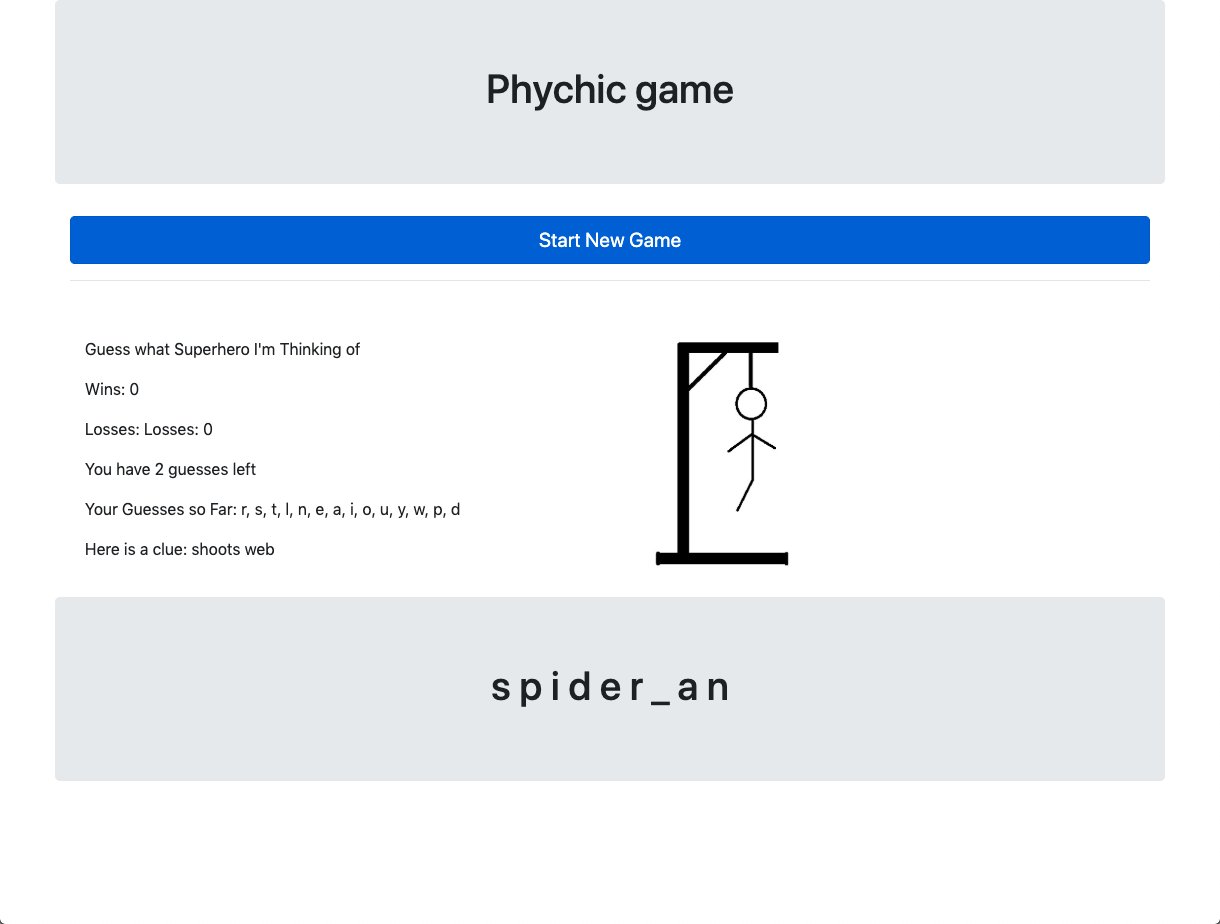 Phychic game
Start New Game
Guess what Superhero I'm Thinking of
Wins: 0
Losses: Losses: 0
You have 2 guesses left
Your Guesses so Far: r, s, t, l, n, e, a, i, o, u, y, w, p, d
Here is a clue: shoots web
s p i d e r _ a n